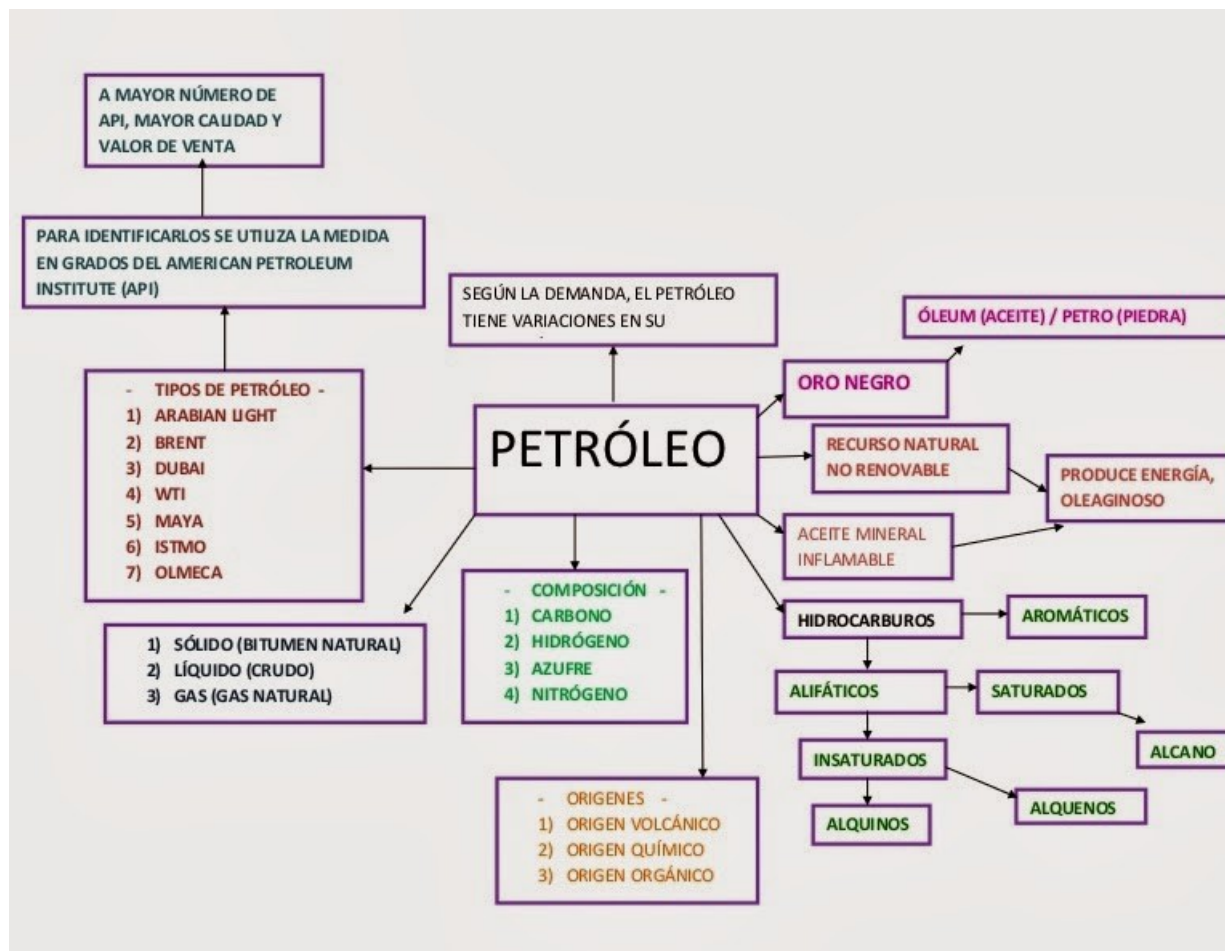 A MAYOR NÚMERO DE
API, MAYOR CALIDAD Y
VALOR DE VENTA
PARA IDENTIFICARLOS SE UTILIZA LA MEDIDA
EN GRADOS DEL AMERICAN PETROLEUM
INSTITUTE (API)
SEGÚN LA DEMANDA, EL PETRÓLEO
TIENE VARIACIONES EN SU
ÓLEUM (ACEITE) / PETRO (PIEDRA)
ORO NEGRO
- TIPOS DE PETRÓLEO -
1) ARABIAN LIGHT
2) BRENT
3) DUBAI
4) WTI
5) MAYA
6) ISTMO
7) OLMECA
PETRÓLEO
RECURSO NATURAL
NO RENOVABLE
PRODUCE ENERGÍA,
OLEAGINOSO
ACEITE MINERAL
INFLAMABLE
1) SÓLIDO (BITUMEN NATURAL)
2) LÍQUIDO (CRUDO)
3) GAS (GAS NATURAL)
- COMPOSICIÓN -
1) CARBONO
2) HIDRÓGENO
3) AZUFRE
4) NITRÓGENO
HIDROCARBUROS
AROMÁTICOS
ALIFÁTICOS
SATURADOS
ALCANO
INSATURADOS
ALQUENOS
ALQUINOS
- ORIGENES -
1) ORIGEN VOLCÁNICO
2) ORIGEN QUÍMICO
3) ORIGEN ORGÁNICO